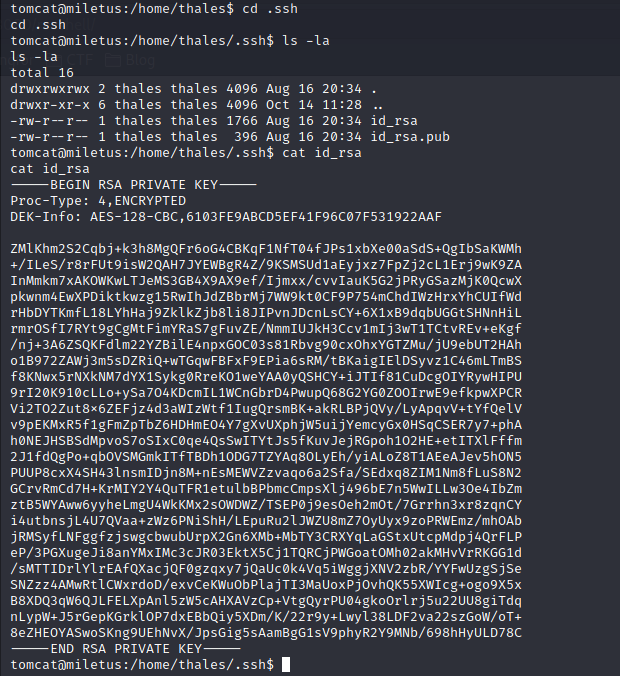 tomcat@miletus:/home/thales$ cd .ssh
cd .ssh
tomcat@miletus:/home/thales/.ssh$ ls -la
ls -la
total 16
drwxrwxrwx 2 thales thales 4096 Aug 16 20:34 .
drwxr-xr-x 6 thales thales 4096 Oct 14 11:28 ..
-rw-r--r-- 1 thales thales 1766 Aug 16 20:34 id_rsa
-rw-r--r-- 1 thales thales  396 Aug 16 20:34 id_rsa.pub
tomcat@miletus:/home/thales/.ssh$ cat id_rsa
cat id_rsa
-----BEGIN RSA PRIVATE KEY-----
Proc-Type: 4,ENCRYPTED
DEK-Info: AES-128-CBC,6103FE9ABCD5EF41F96C07F531922AAF

ZMlKhm2S2Cqbj+k3h8MgQFr6oG4CBKqF1NfT04fJPs1xbXe00aSdS+QgIbSaKWMh
+/ILeS/r8rFUt9isW2QAH7JYEWBgR4Z/9KSMSUd1aEyjxz7FpZj2cL1Erj9wK9ZA
InMmkm7xAKOWKwLTJeMS3GB4X9AX9ef/Ijmxx/cvvIauK5G2jPRyGSazMjK0QcwX
pkwnm4EwXPDiktkwzg15RwIhJdZBbrMj7WW9kt0CF9P754mChdIWzHrxYhCUIfWd
rHbDYTKmfL18LYhHaj9ZklkZjb8li8JIPvnJDcnLsCY+6X1xB9dqbUGGtSHNnHiL
rmrOSfI7RYt9gCgMtFimYRaS7gFuvZE/NmmIUJkH3Ccv1mIj3wT1TCtvREv+eKgf
/nj+3A6ZSQKFdlm22YZBilE4npxGOC03s81Rbvg90cxOhxYGTZMu/jU9ebUT2HAh
o1B972ZAWj3m5sDZRiQ+wTGqwFBFxF9EPia6sRM/tBKaigIElDSyvz1C46mLTmBS
f8KNwx5rNXkNM7dYX1Sykg0RreKO1weYAA0yQSHCY+iJTIf81CuDcgOIYRywHIPU
9rI20K910cLLo+ySa7O4KDcmIL1WCnGbrD4PwupQ68G2YG0ZOOIrwE9efkpwXPCR
Vi2TO2Zut8×6ZEFjz4d3aWIzWtf1IugQrsmBK+akRLBPjQVy/LyApqvV+tYfQelV
v9pEKMxR5f1gFmZpTbZ6HDHmEO4Y7gXvUXphjW5uijYemcyGx0HSqCSER7y7+phA
h0NEJHSBSdMpvoS7oSIxC0qe4QsSwITYtJs5fKuvJejRGpoh1O2HE+etITXlFffm
2J1fdQgPo+qbOVSMGmkITfTBDh1ODG7TZYAq8OLyEh/yiALoZ8T1AEeAJev5hON5
PUUP8cxX4SH43lnsmIDjn8M+nEsMEWVZzvaqo6a2Sfa/SEdxq8ZIM1Nm8fLuS8N2
GCrvRmCd7H+KrMIY2Y4QuTFR1etulbBPbmcCmpsXlj496bE7n5WwILLw3Oe4IbZm
ztB5WYAww6yyheLmgU4WkKMx2sOWDWZ/TSEP0j9esOeh2mOt/7Grrhn3xr8zqnCY
i4utbnsjL4U7QVaa+zWz6PNiShH/LEpuRu2lJWZU8mZ7OyUyx9zoPRWEmz/mhOAb
jRMSyfLNFggfzjswgcbwubUrpX2Gn6XMb+MbTY3CRXYqLaGStxUtcpMdpj4QrFLP
eP/3PGXugeJi8anYMxIMc3cJR03EktX5Cj1TQRCjPWGoatOMh02akMHvVrRKGG1d
/sMTTIDrlYlrEAfQXacjQF0gzqxy7jQaUc0k4Vq5iWggjXNV2zbR/YYFwUzgSjSe
SNZzz4AMwRtlCWxrdoD/exvCeKWuObPlajTI3MaUoxPjOvhQK55XWIcg+ogo9X5x
B8XDQ3qW6QJLFELXpAnl5zW5cAHXAVzCp+VtgQyrPU04gkoOrlrj5u22UU8giTdq
nLypW+J5rGepKGrklOP7dxEBbQiy5XDm/K/22r9y+Lwyl38LDF2va22szGoW/oT+
8eZHEOYASwoSKng9UEhNvX/JpsGig5sAamBgG1sV9phyR2Y9MNb/698hHyULD78C
-----END RSA PRIVATE KEY-----
tomcat@miletus:/home/thales/.ssh$